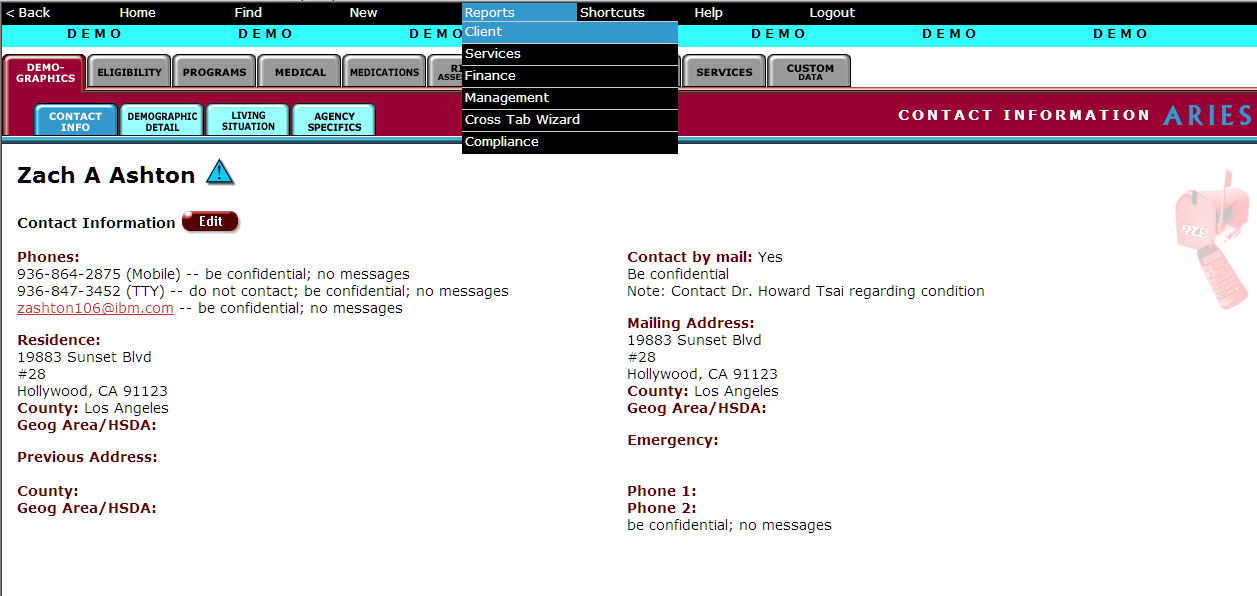 < Back Home Find New Reports Shortcuts Help Logout
DEMO DEMO DEMO DEMO DEMO DEMO
Client
Services
Finance
Management
Cross Tab Wizard
Compliance
DEMO-
GRAPHICS
ELIGIBILITY
PROGRAMS
MEDICAL
MEDICATIONS
SERVICES
CUSTOM
DATA
CONTACT
INFO
DEMOGRAPHIC
DETAIL
LIVING
SITUATION
AGENCY
SPECIFICS
CONTACT INFORMATION ARIES
Zach A Ashton
Contact Information Edit
Phones:
936-864-2875 (Mobile) -- be confidential; no messages
936-847-3452 (TTY) -- do not contact; be confidential; no messages
zashton106@ibm.com -- be confidential; no messages
Residence:
19883 Sunset Blvd
#28
Hollywood, CA 91123
County: Los Angeles
Geog Area/HSDA:
Previous Address:
County:
Geog Area/HSDA:
Contact by mail: Yes
Be confidential
Note: Contact Dr. Howard Tsai regarding condition
Mailing Address:
19883 Sunset Blvd
#28
Hollywood, CA 91123
County: Los Angeles
Geog Area/HSDA:
Emergency:
Phone 1:
Phone 2:
be confidential; no messages
2245